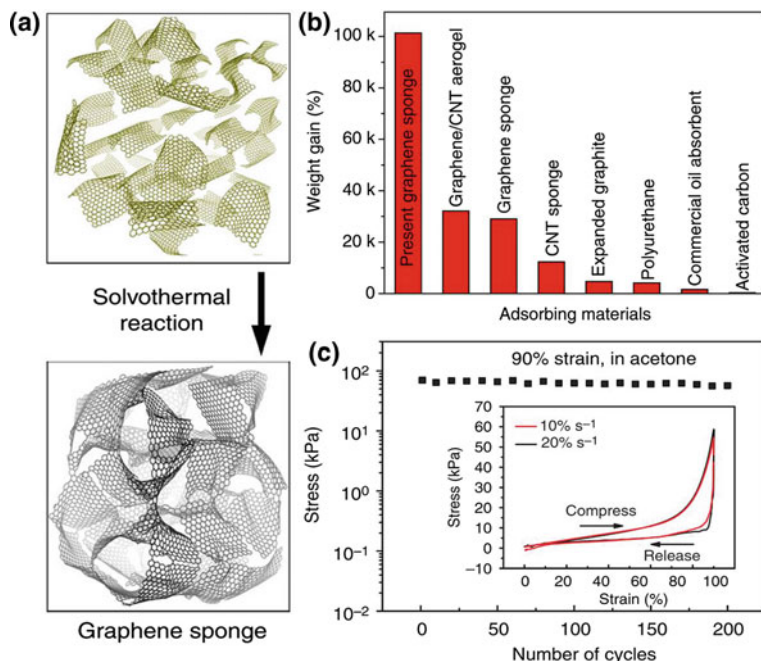 (a)
Solvothermal
reaction
Graphene sponge
(b)
Weight gain (%)
100 k
80 k
60 k
40 k
20 k
0
Present graphene sponge
Graphene/CNT aerogel
Graphene sponge
CNT sponge
Expanded graphite
Polyurethane
Commercial oil absorbent
Activated carbon
Adsorbing materials
(c)
90% strain, in acetone
Stress (kPa)
10²
10¹
10⁰
10⁻¹
10⁻²
0 50 100 150 200
Number of cycles
Stress (kPa)
70
60
50
40
30
20
10
0
−10
10% s⁻¹
20% s⁻¹
Compress
Release
0 20 40 60 80 100
Strain (%)